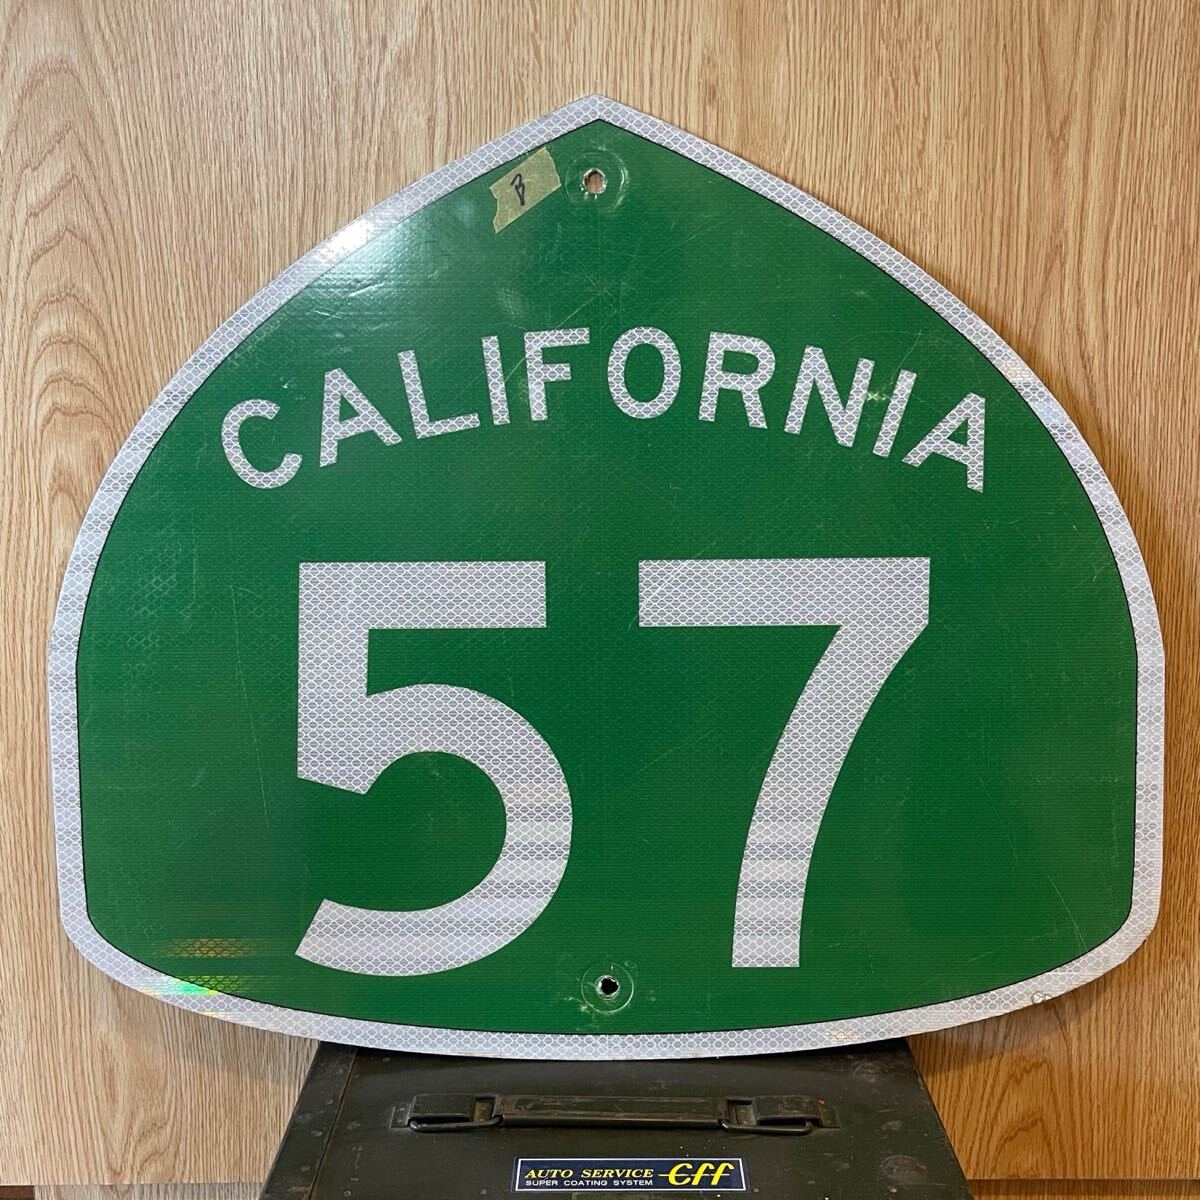 B
CALIFORNIA
57
AUTO SERVICE eff
SUPER COATING SYSTEM